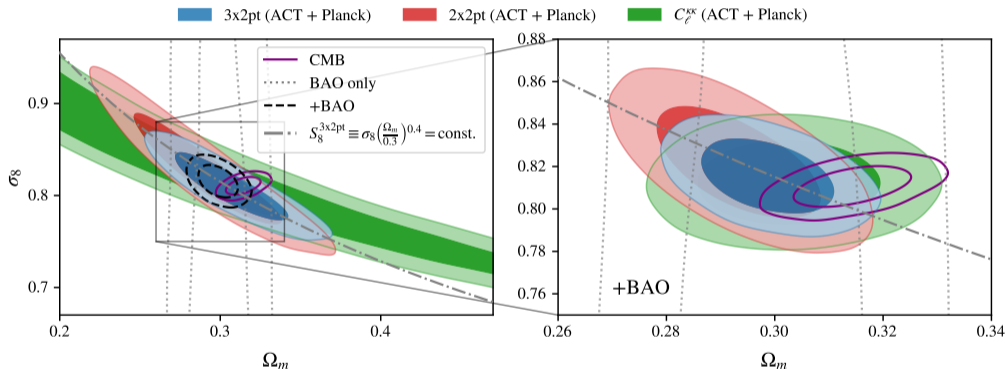 3x2pt (ACT + Planck) 2x2pt (ACT + Planck) C_ℓ^{κκ} (ACT + Planck)
CMB
BAO only
+BAO
S_8^{3x2pt} ≡ σ_8(Ω_m/0.3)^{0.4} = const.
σ_8
0.9
0.8
0.7
0.2 0.3 0.4
Ω_m
0.88
0.86
0.84
0.82
0.80
0.78
0.76
0.74
+BAO
0.26 0.28 0.30 0.32 0.34
Ω_m